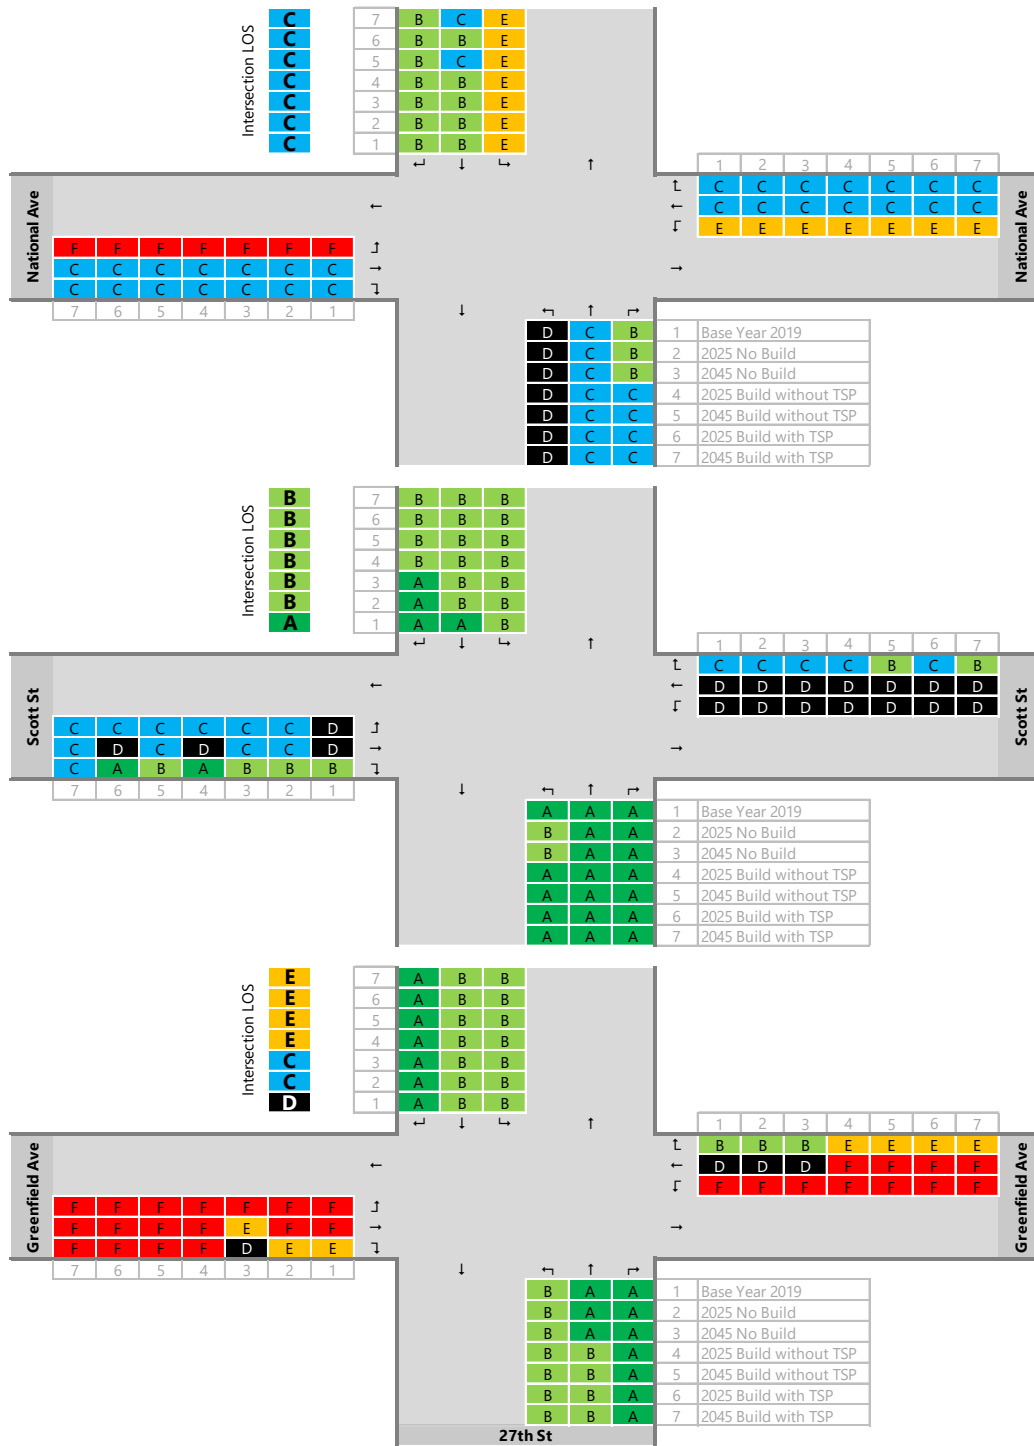 Intersection LOS
C 7 B C E
C 6 B B E
C 5 B C E
C 4 B B E
C 3 B B E
C 2 B B E
C 1 B B E
↵ ↓ ↳ ↑
1 2 3 4 5 6 7
C C C C C C C
← ← C C C C C C C
E E E E E E E
National Ave
National Ave
F F F F F F F
C C C C C C C → →
C C C C C C C
7 6 5 4 3 2 1
↓ ↰ ↑ ↱
D C B 1 Base Year 2019
D C B 2 2025 No Build
D C B 3 2045 No Build
D C C 4 2025 Build without TSP
D C C 5 2045 Build without TSP
D C C 6 2025 Build with TSP
D C C 7 2045 Build with TSP
Intersection LOS
B 7 B B B
B 6 B B B
B 5 B B B
B 4 B B B
B 3 A B B
B 2 A B B
A 1 A A B
↵ ↓ ↳ ↑
1 2 3 4 5 6 7
C C C C B C B
← ← D D D D D D D
D D D D D D D
Scott St
Scott St
C C C C C C D
C D C D C C D → →
C A B A B B B
7 6 5 4 3 2 1
↓ ↰ ↑ ↱
A A A 1 Base Year 2019
B A A 2 2025 No Build
B A A 3 2045 No Build
A A A 4 2025 Build without TSP
A A A 5 2045 Build without TSP
A A A 6 2025 Build with TSP
A A A 7 2045 Build with TSP
Intersection LOS
E 7 A B B
E 6 A B B
E 5 A B B
E 4 A B B
C 3 A B B
C 2 A B B
D 1 A B B
↵ ↓ ↳ ↑
1 2 3 4 5 6 7
B B B E E E E
← ← D D D F F F F
F F F F F F F
Greenfield Ave
Greenfield Ave
F F F F F F F
F F F F E F F → →
F F F F D E E
7 6 5 4 3 2 1
↓ ↰ ↑ ↱
B A A 1 Base Year 2019
B A A 2 2025 No Build
B A A 3 2045 No Build
B B A 4 2025 Build without TSP
B B A 5 2045 Build without TSP
B B A 6 2025 Build with TSP
B B A 7 2045 Build with TSP
27th St